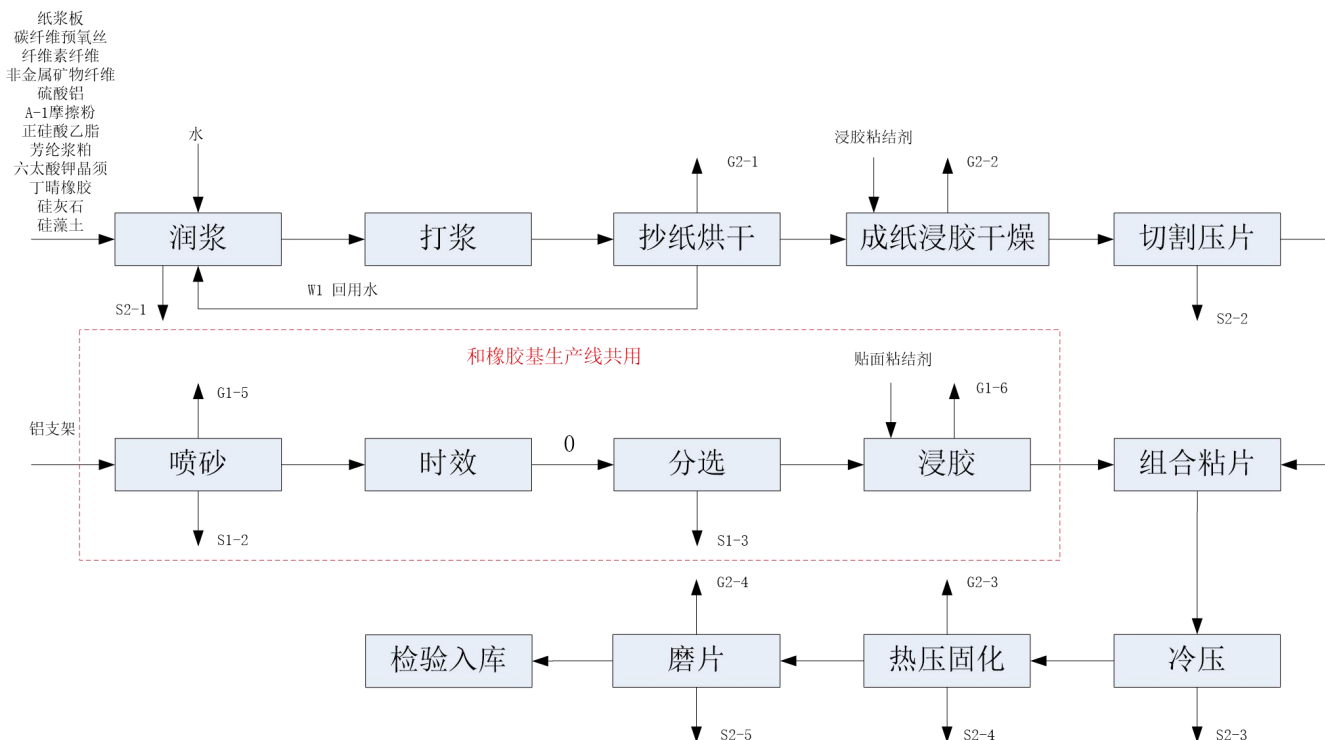 纸浆板
碳纤维预氧丝
纤维素纤维
非金属矿物纤维
硫酸铝
A-1摩擦粉
正硅酸乙脂
芳纶浆粕
六太酸钾晶须
丁晴橡胶
硅灰石
硅藻土
水
浸胶粘结剂
G2-1
G2-2
润浆
打浆
抄纸烘干
成纸浸胶干燥
切割压片
W1 回用水
S2-1
S2-2
和橡胶基生产线共用
贴面粘结剂
G1-5
G1-6
铝支架
喷砂
时效
0
分选
浸胶
组合粘片
S1-2
S1-3
G2-4
G2-3
检验入库
磨片
热压固化
冷压
S2-5
S2-4
S2-3